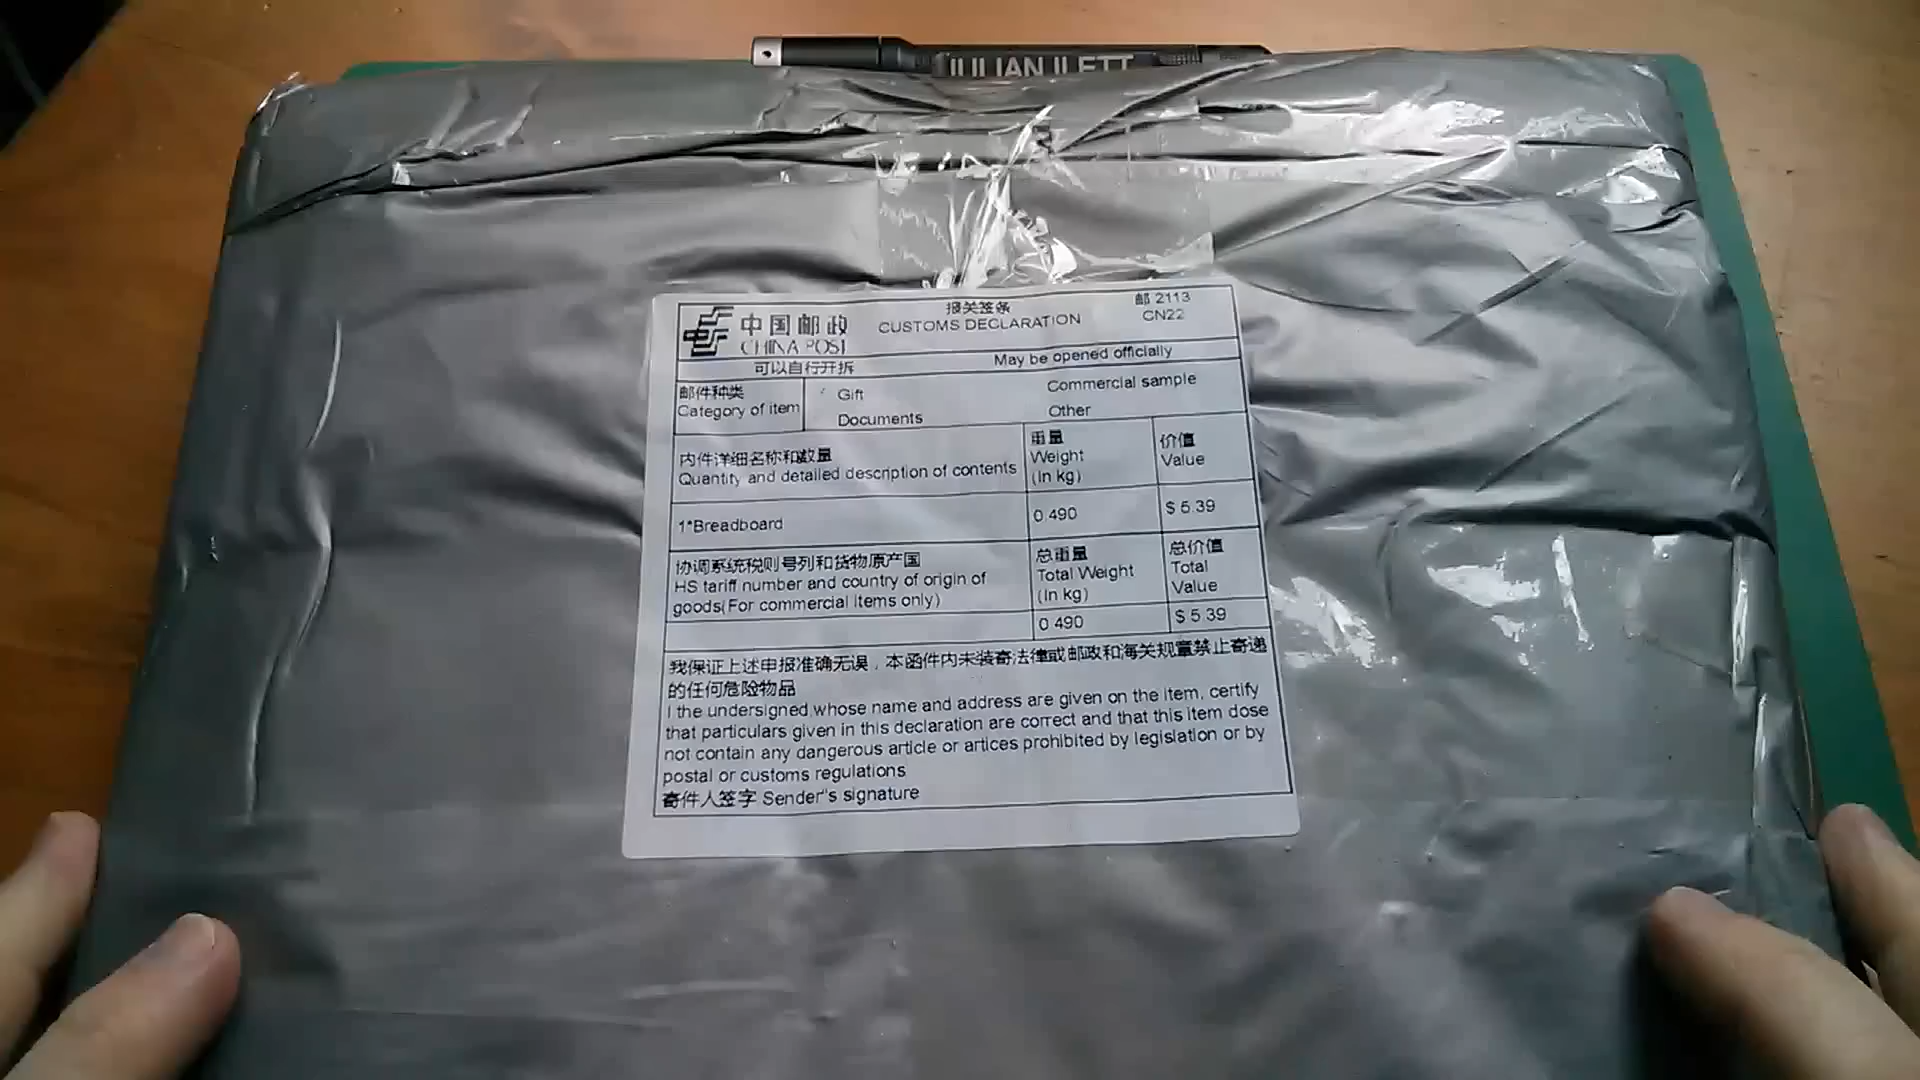 JULIAN ILETT
报关签条
邮 2113
中国邮政
CUSTOMS DECLARATION
CN22
CHINA POST
可以自行开拆
May be opened officially
邮件种类
Category of item
Gift
Commercial sample
Documents
Other
内件详细名称和数量
Quantity and detailed description of contents
重量
Weight
(In kg)
价值
Value
1*Breadboard
0.490
$ 5.39
协调系统税则号列和货物原产国
HS tariff number and country of origin of
goods(For commercial Items only)
总重量
Total Weight
(In kg)
总价值
Total
Value
0.490
$ 5.39
我保证上述申报准确无误，本函件内未装寄法律或邮政和海关规章禁止寄递
的任何危险物品
I the undersigned whose name and address are given on the item, certify
that particulars given in this declaration are correct and that this item dose
not contain any dangerous article or artices prohibited by legislation or by
postal or customs regulations
寄件人签字 Sender"s signature